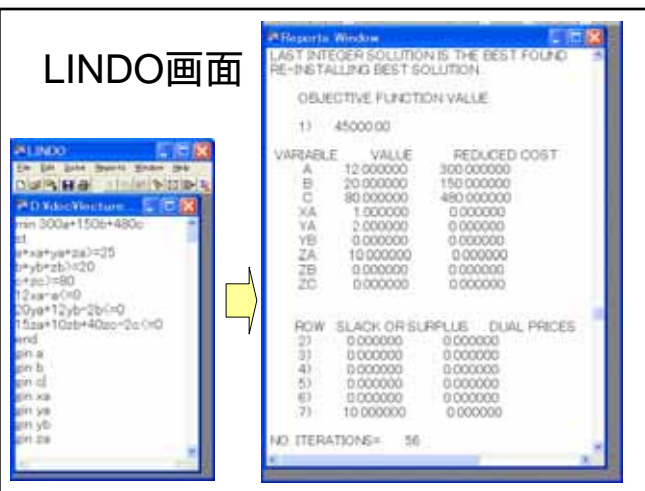 LINDO画面
LINDO
File Edit Solve Reports Window Help
D:¥doc¥lecture
min 300a+150b+480c
st
a+xa+ya+za>=25
b+yb+zb>=20
c+zc>=80
12xa-a<=0
20ya+12yb-2b<=0
15za+10zb+40zc-2c<=0
end
gin a
gin b
gin c
gin xa
gin ya
gin yb
gin za
Reports Window
LAST INTEGER SOLUTION IS THE BEST FOUND
RE-INSTALLING BEST SOLUTION
OBJECTIVE FUNCTION VALUE
1) 45000.00
VARIABLE VALUE REDUCED COST
A 12.000000 300.000000
B 20.000000 150.000000
C 80.000000 480.000000
XA 1.000000 0.000000
YA 2.000000 0.000000
YB 0.000000 0.000000
ZA 10.000000 0.000000
ZB 0.000000 0.000000
ZC 0.000000 0.000000
ROW SLACK OR SURPLUS DUAL PRICES
2) 0.000000 0.000000
3) 0.000000 0.000000
4) 0.000000 0.000000
5) 0.000000 0.000000
6) 0.000000 0.000000
7) 10.000000 0.000000
NO. ITERATIONS= 56